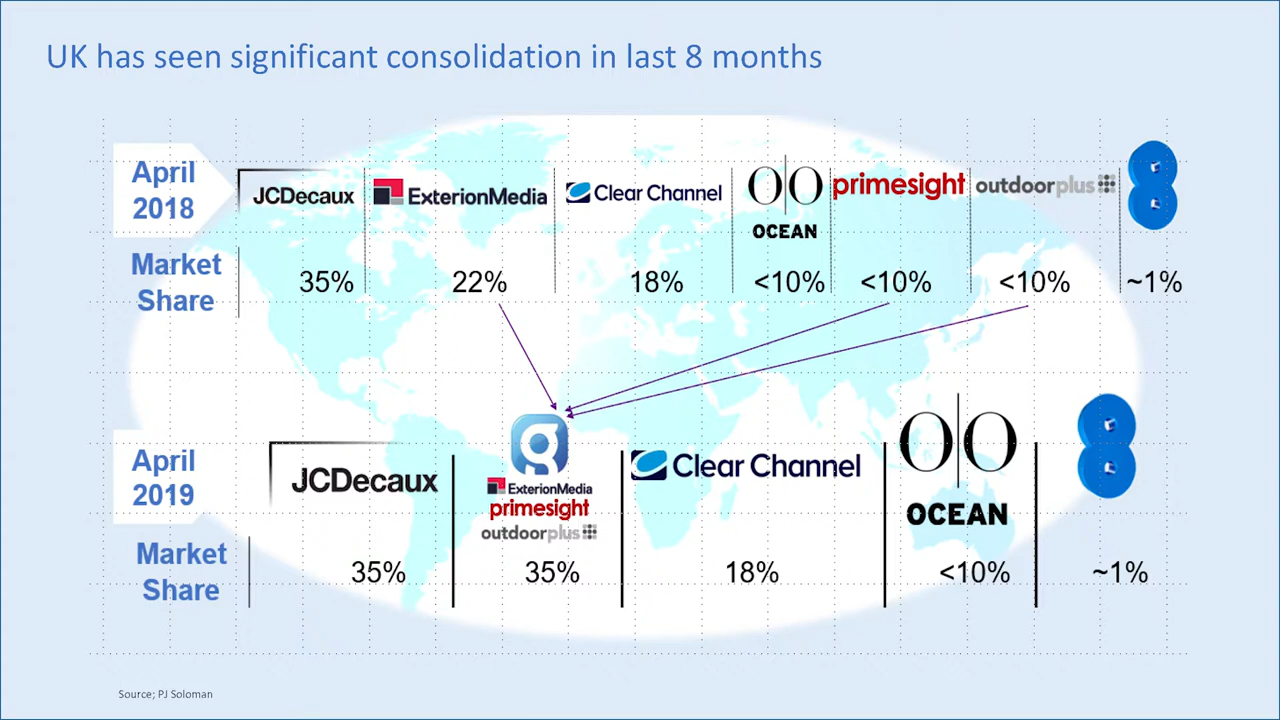 UK has seen significant consolidation in last 8 months
April
2018
JCDecaux
ExterionMedia
Clear Channel
OCEAN
primesight
outdoorplus
8
Market
Share
35%
22%
18%
<10%
<10%
<10%
~1%
April
2019
JCDecaux
ExterionMedia
primesight
outdoorplus
Clear Channel
OCEAN
8
Market
Share
35%
35%
18%
<10%
~1%
Source; PJ Soloman